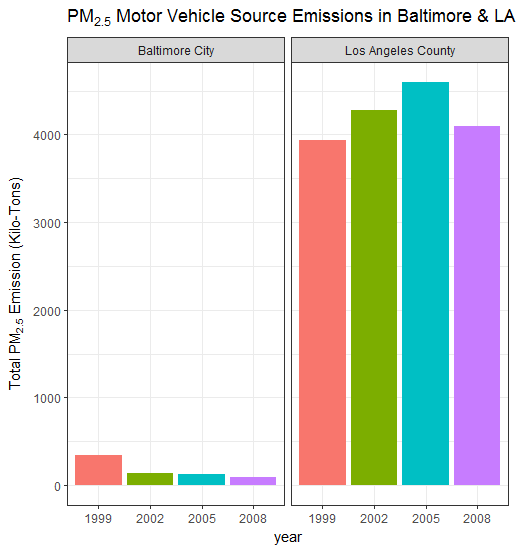 PM2.5 Motor Vehicle Source Emissions in Baltimore & LA
Baltimore City
Los Angeles County
Total PM2.5 Emission (Kilo-Tons)
4000
3000
2000
1000
0
1999 2002 2005 2008
1999 2002 2005 2008
year